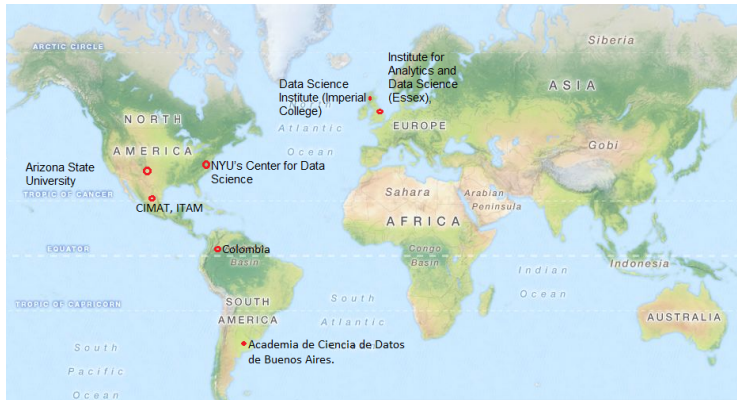 Siberia
ARCTIC CIRCLE
Institute for
Analytics and
Data Science
(Essex),
Data Science
Institute (Imperial
College)
ASIA
NORTH
AMERICA
Atlantic
Ocean
EUROPE
Gobi
Arizona State
University
NYU's Center for Data
Science
TROPIC OF CANCER
CIMAT, ITAM
Sahara
Arabian
Peninsula
AFRICA
EQUATOR
Colombia
Basin
Congo
Basin
Indonesia
Indian
Ocean
TROPIC OF CAPRICORN
SOUTH
AMERICA
South
Atlantic
AUSTRALIA
Academia de Ciencia de Datos
de Buenos Aires.
South
Pacific
Ocean